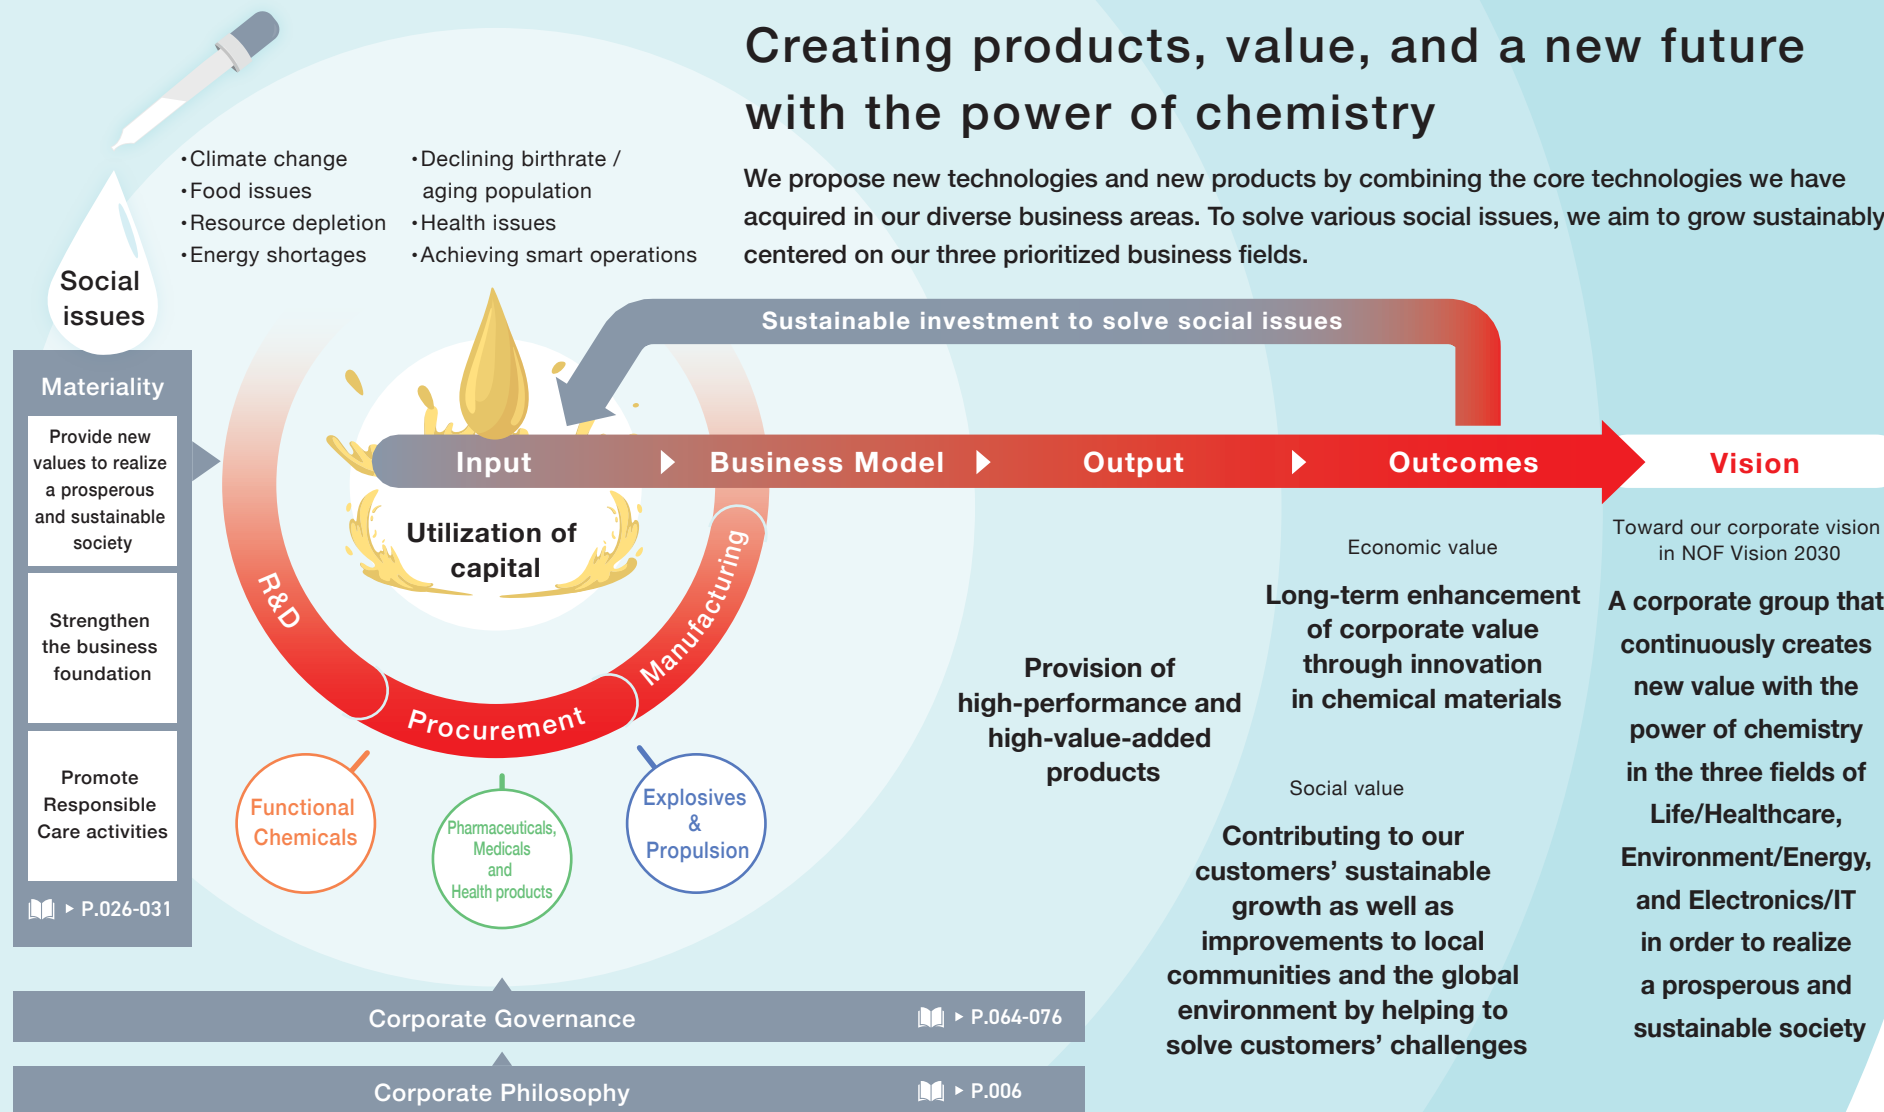 Creating products, value, and a new future
with the power of chemistry
We propose new technologies and new products by combining the core technologies we have
acquired in our diverse business areas. To solve various social issues, we aim to grow sustainably
centered on our three prioritized business fields.
・Climate change
・Food issues
・Resource depletion
・Energy shortages
・Declining birthrate /
aging population
・Health issues
・Achieving smart operations
Social
issues
Materiality
Provide new
values to realize
a prosperous
and sustainable
society
Strengthen
the business
foundation
Promote
Responsible
Care activities
P.026-031
Sustainable investment to solve social issues
Input
Business Model
Output
Outcomes
Vision
Utilization of
capital
R&D
Procurement
Manufacturing
Functional
Chemicals
Pharmaceuticals,
Medicals
and
Health products
Explosives
&
Propulsion
Provision of
high-performance and
high-value-added
products
Economic value
Long-term enhancement
of corporate value
through innovation
in chemical materials
Social value
Contributing to our
customers’ sustainable
growth as well as
improvements to local
communities and the global
environment by helping to
solve customers’ challenges
Toward our corporate vision
in NOF Vision 2030
A corporate group that
continuously creates
new value with the
power of chemistry
in the three fields of
Life/Healthcare,
Environment/Energy,
and Electronics/IT
in order to realize
a prosperous and
sustainable society
Corporate Governance
P.064-076
Corporate Philosophy
P.006